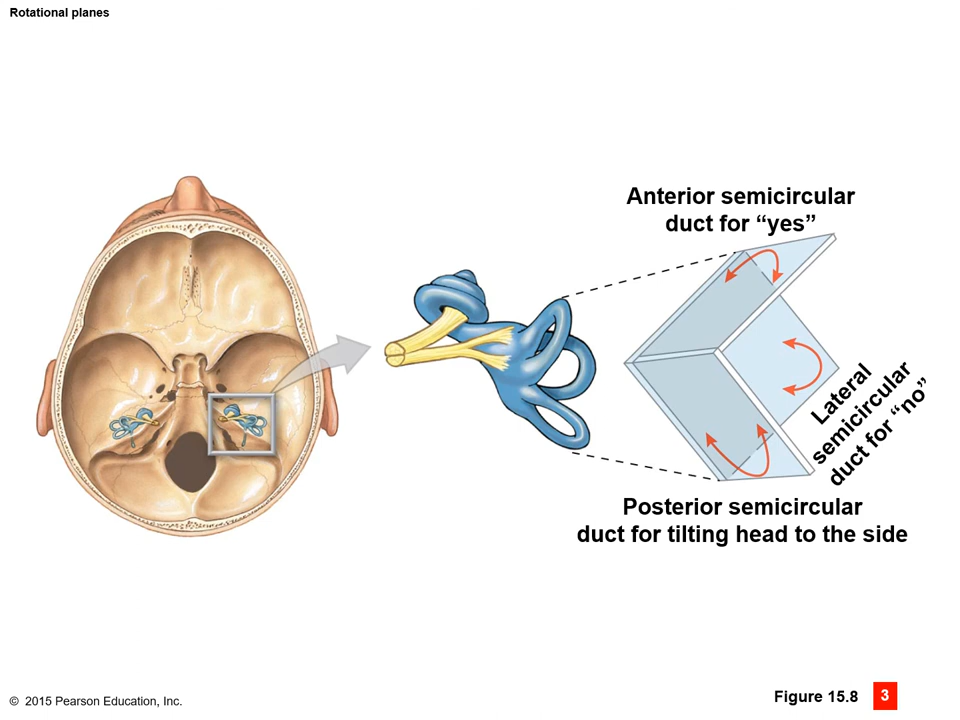 Rotational planes
Anterior semicircular
duct for “yes”
Lateral
semicircular
duct for “no”
Posterior semicircular
duct for tilting head to the side
© 2015 Pearson Education, Inc.
Figure 15.8 3